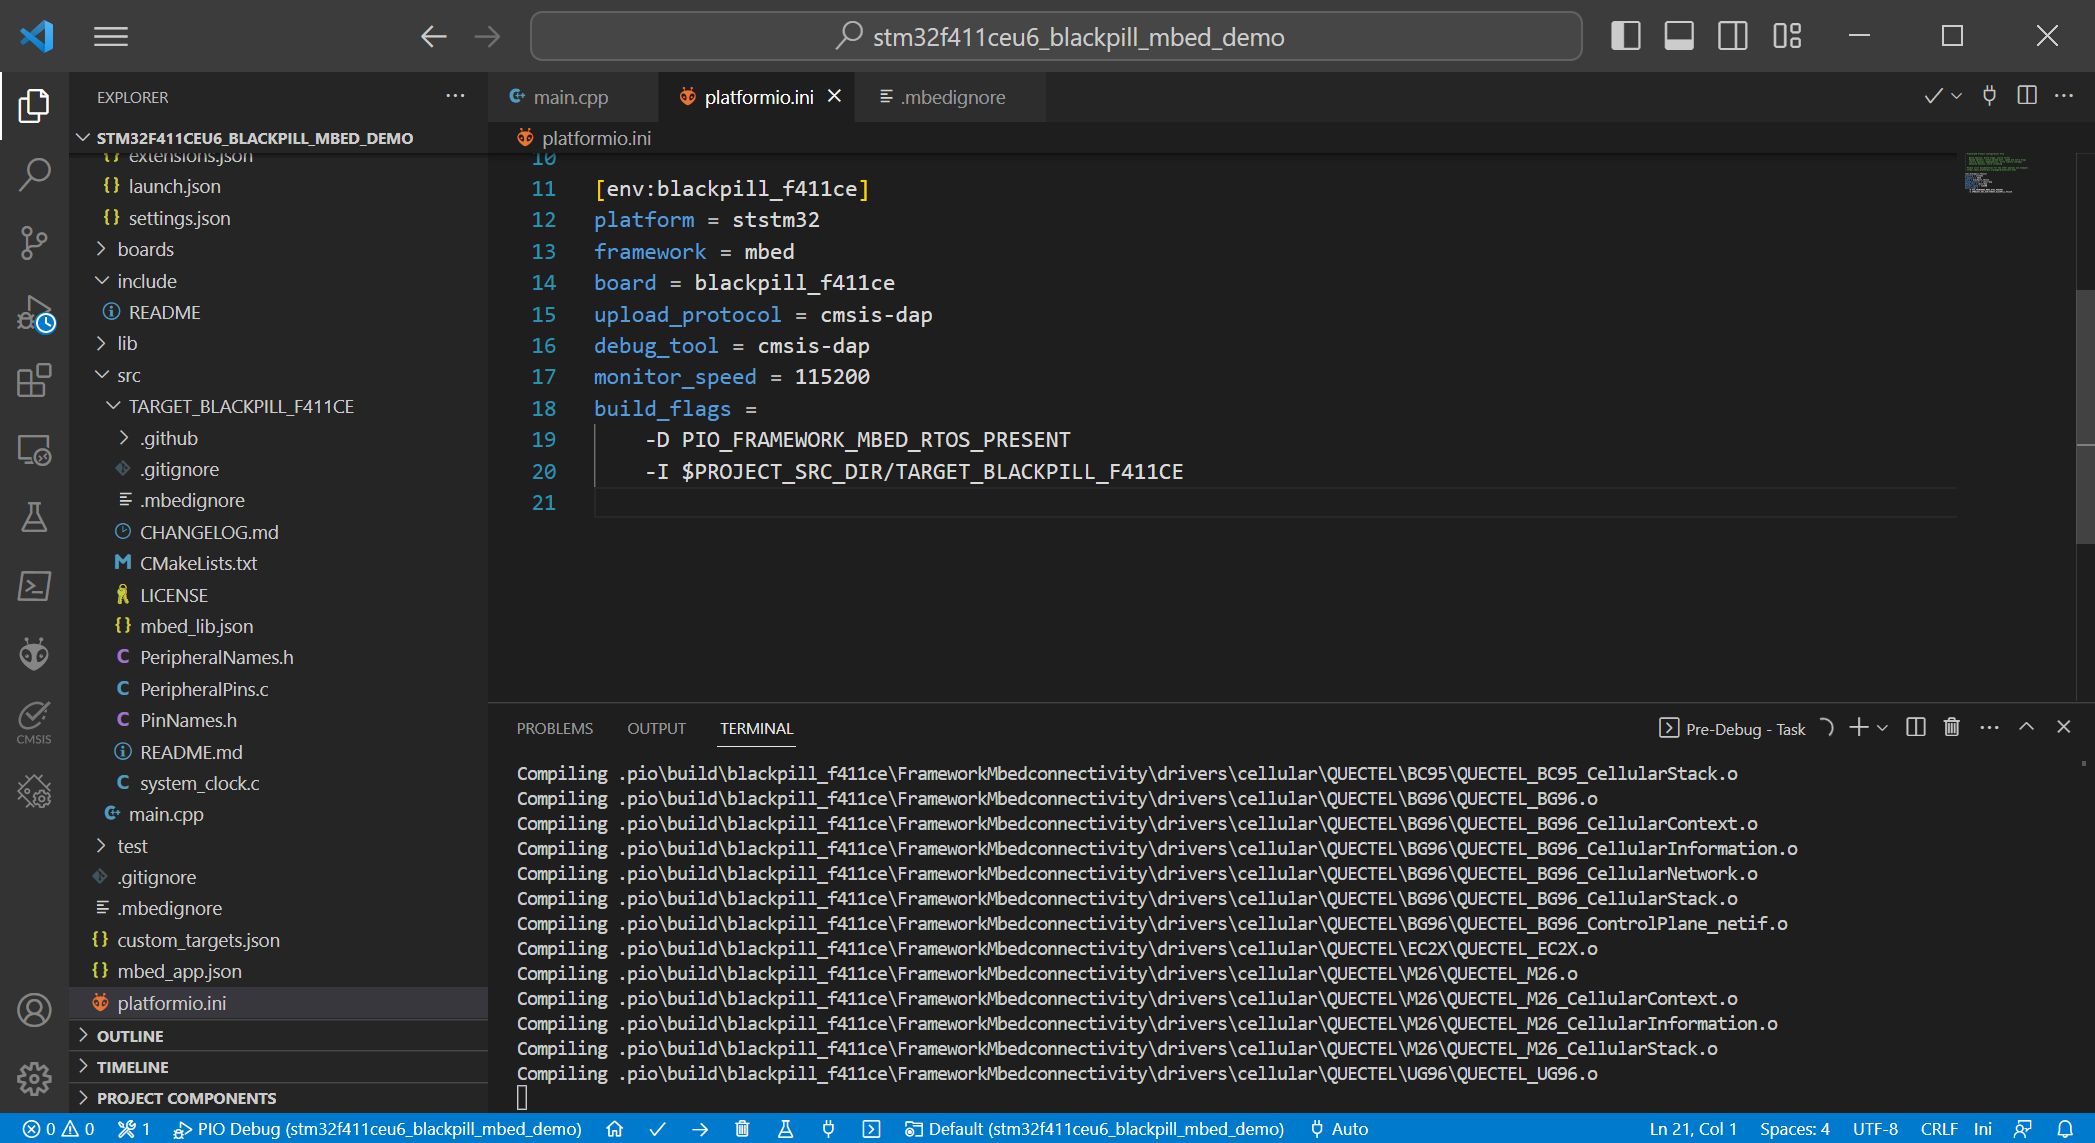 stm32f411ceu6_blackpill_mbed_demo
EXPLORER
STM32F411CEU6_BLACKPILL_MBED_DEMO
extensions.json
launch.json
settings.json
boards
include
README
lib
src
TARGET_BLACKPILL_F411CE
.github
.gitignore
.mbedignore
CHANGELOG.md
CMakeLists.txt
LICENSE
mbed_lib.json
PeripheralNames.h
PeripheralPins.c
PinNames.h
README.md
system_clock.c
main.cpp
test
.gitignore
.mbedignore
custom_targets.json
mbed_app.json
platformio.ini
OUTLINE
TIMELINE
PROJECT COMPONENTS
CMSIS
main.cpp platformio.ini .mbedignore
platformio.ini
10
11 [env:blackpill_f411ce]
12 platform = ststm32
13 framework = mbed
14 board = blackpill_f411ce
15 upload_protocol = cmsis-dap
16 debug_tool = cmsis-dap
17 monitor_speed = 115200
18 build_flags =
19 -D PIO_FRAMEWORK_MBED_RTOS_PRESENT
20 -I $PROJECT_SRC_DIR/TARGET_BLACKPILL_F411CE
21
PROBLEMS OUTPUT TERMINAL Pre-Debug - Task
Compiling .pio\build\blackpill_f411ce\FrameworkMbedconnectivity\drivers\cellular\QUECTEL\BC95\QUECTEL_BC95_CellularStack.o
Compiling .pio\build\blackpill_f411ce\FrameworkMbedconnectivity\drivers\cellular\QUECTEL\BG96\QUECTEL_BG96.o
Compiling .pio\build\blackpill_f411ce\FrameworkMbedconnectivity\drivers\cellular\QUECTEL\BG96\QUECTEL_BG96_CellularContext.o
Compiling .pio\build\blackpill_f411ce\FrameworkMbedconnectivity\drivers\cellular\QUECTEL\BG96\QUECTEL_BG96_CellularInformation.o
Compiling .pio\build\blackpill_f411ce\FrameworkMbedconnectivity\drivers\cellular\QUECTEL\BG96\QUECTEL_BG96_CellularNetwork.o
Compiling .pio\build\blackpill_f411ce\FrameworkMbedconnectivity\drivers\cellular\QUECTEL\BG96\QUECTEL_BG96_CellularStack.o
Compiling .pio\build\blackpill_f411ce\FrameworkMbedconnectivity\drivers\cellular\QUECTEL\BG96\QUECTEL_BG96_ControlPlane_netif.o
Compiling .pio\build\blackpill_f411ce\FrameworkMbedconnectivity\drivers\cellular\QUECTEL\EC2X\QUECTEL_EC2X.o
Compiling .pio\build\blackpill_f411ce\FrameworkMbedconnectivity\drivers\cellular\QUECTEL\M26\QUECTEL_M26.o
Compiling .pio\build\blackpill_f411ce\FrameworkMbedconnectivity\drivers\cellular\QUECTEL\M26\QUECTEL_M26_CellularContext.o
Compiling .pio\build\blackpill_f411ce\FrameworkMbedconnectivity\drivers\cellular\QUECTEL\M26\QUECTEL_M26_CellularInformation.o
Compiling .pio\build\blackpill_f411ce\FrameworkMbedconnectivity\drivers\cellular\QUECTEL\M26\QUECTEL_M26_CellularStack.o
Compiling .pio\build\blackpill_f411ce\FrameworkMbedconnectivity\drivers\cellular\QUECTEL\UG96\QUECTEL_UG96.o
0 0 1 PIO Debug (stm32f411ceu6_blackpill_mbed_demo) Default (stm32f411ceu6_blackpill_mbed_demo) Auto Ln 21, Col 1 Spaces: 4 UTF-8 CRLF Ini